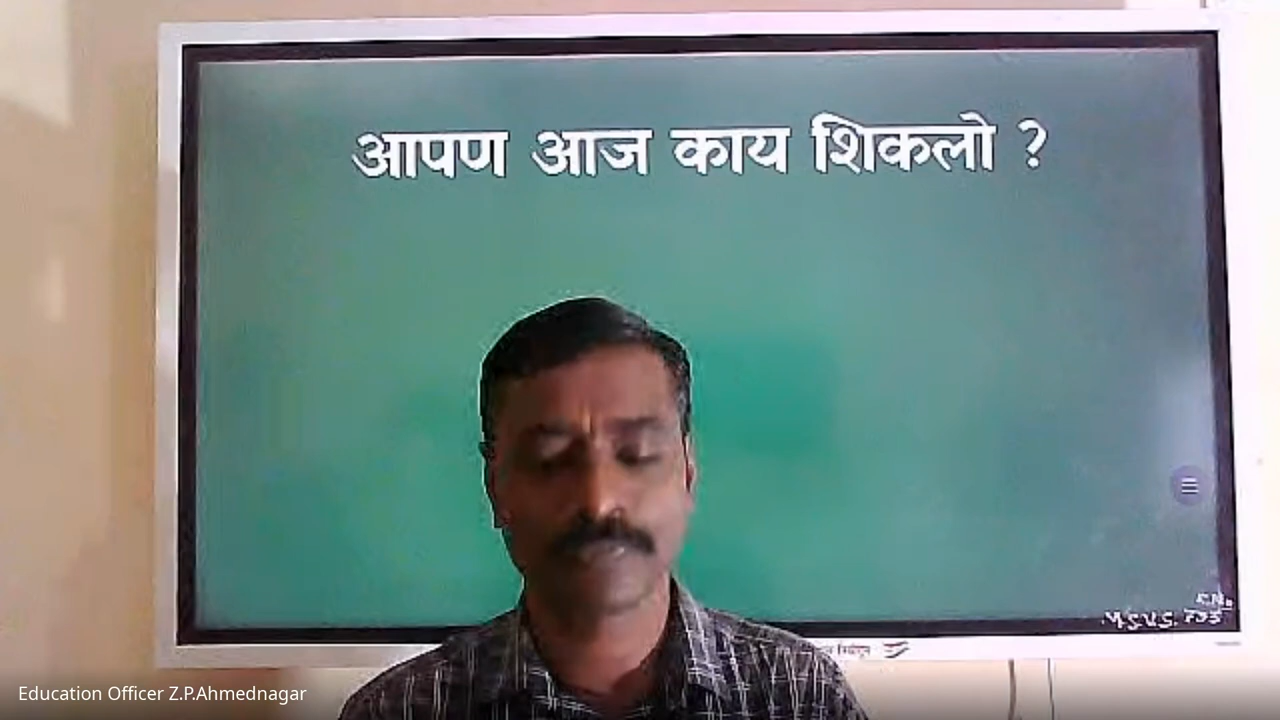 आपण आज काय शिकलो ?
M.S.V.S.
Education Officer Z.P.Ahmednagar